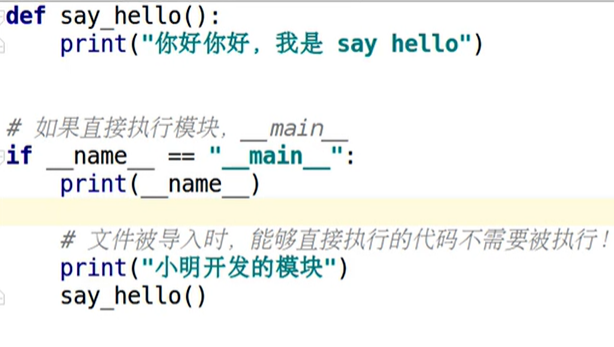 def say_hello():
    print("你好你好，我是 say hello")
# 如果直接执行模块，__main__
if __name__ == "__main__":
    print(__name__)
    # 文件被导入时，能够直接执行的代码不需要被执行！
    print("小明开发的模块")
    say_hello()